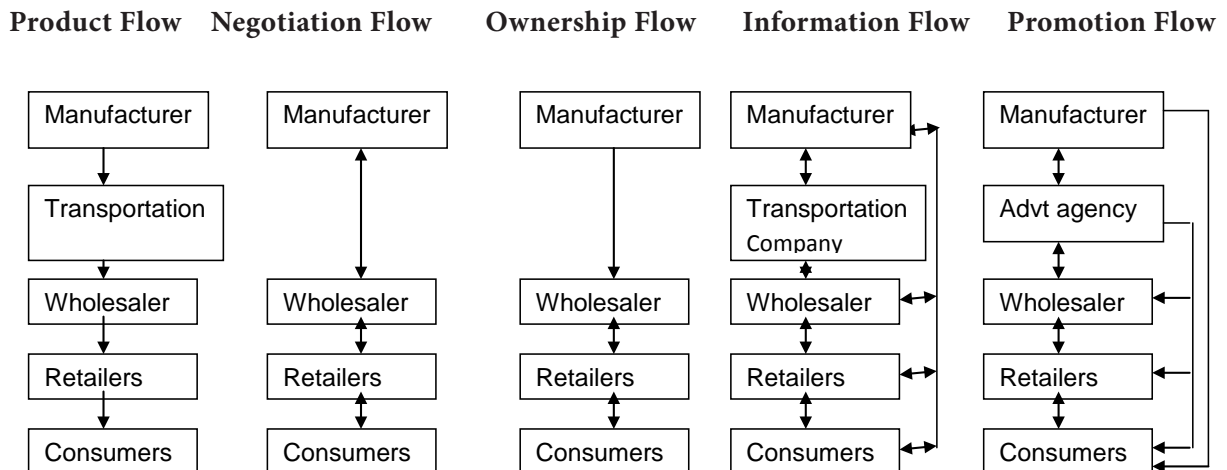 Product Flow Negotiation Flow Ownership Flow Information Flow Promotion Flow
Manufacturer Manufacturer Manufacturer Manufacturer Manufacturer
Transportation Transportation Advt agency
Company
Wholesaler Wholesaler Wholesaler Wholesaler Wholesaler
Retailers Retailers Retailers Retailers Retailers
Consumers Consumers Consumers Consumers Consumers